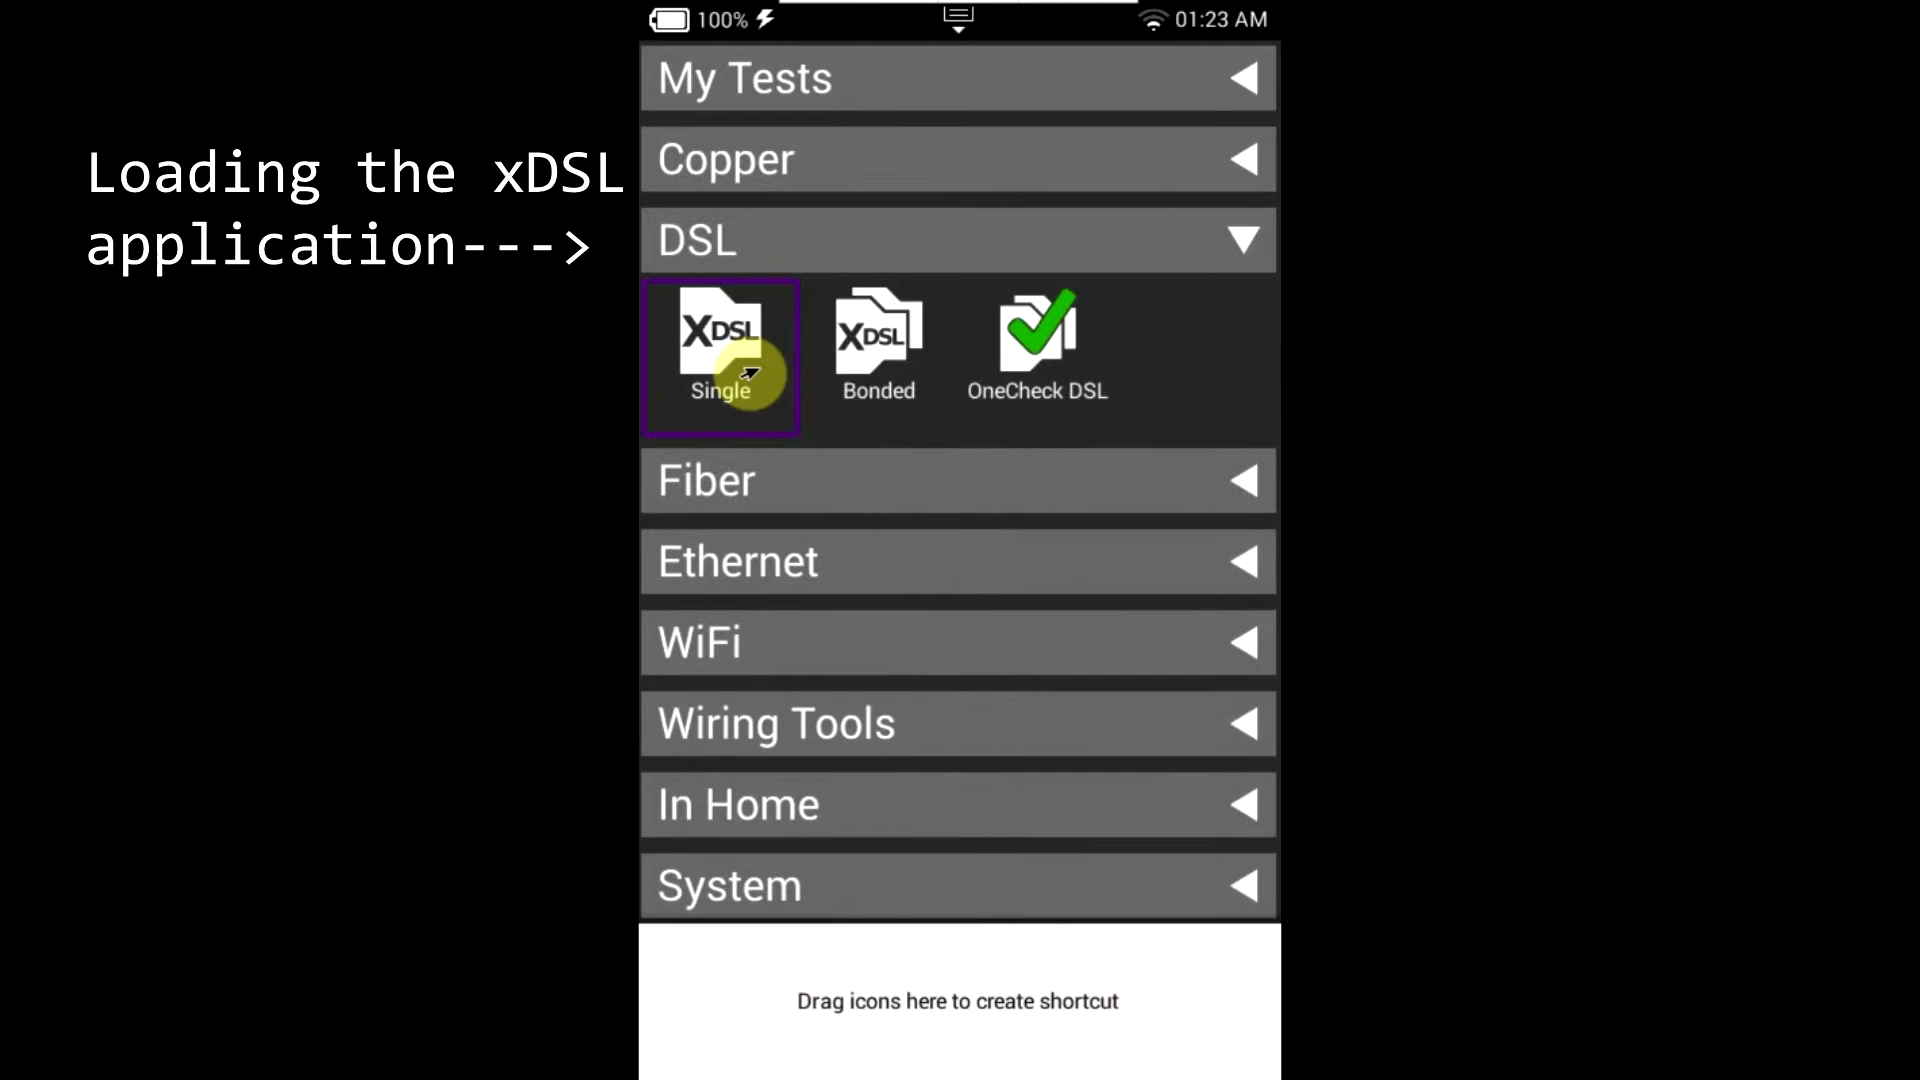 100%
01:23 AM
My Tests
Loading the xDSL
application--->
Copper
DSL
XDSL
Single
XDSL
Bonded
OneCheck DSL
Fiber
Ethernet
WiFi
Wiring Tools
In Home
System
Drag icons here to create shortcut